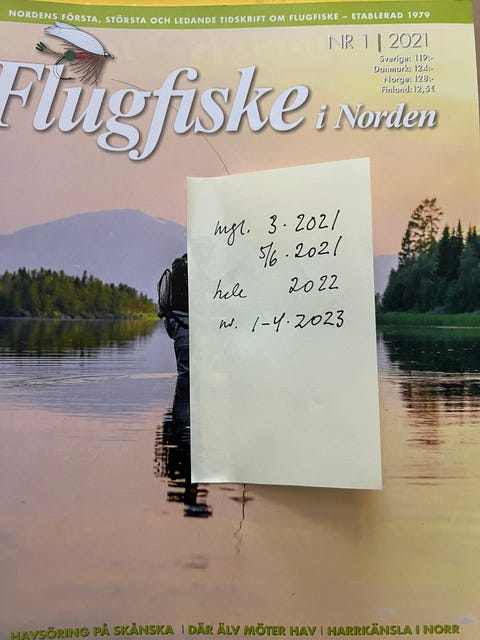 NORDENS FÖRSTA, STÖRSTA OCH LEDANDE TIDSKRIFT OM FLUGFISKE – ETABLERAD 1979
NR 1 | 2021
Sverige: 119:-
Danmark: 124:-
Norge: 128:-
Finland: 12,5€
Flugfiske i Norden
mgl. 3.2021
5/6.2021
hele 2022
nr. 1-4.2023
HAVSÖRING PÅ SKÅNSKA | DÄR ÄLV MÖTER HAV | HARRKÄNSLA I NORR